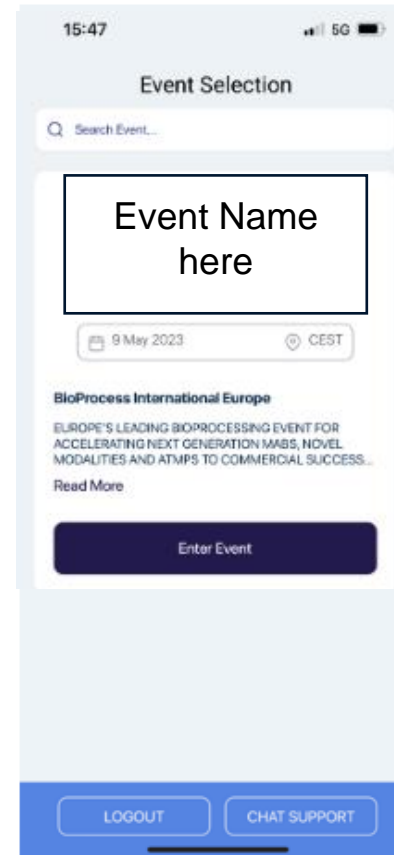 15:47 5G
Event Selection
Search Event...
Event Name
here
9 May 2023 CEST
BioProcess International Europe
EUROPE'S LEADING BIOPROCESSING EVENT FOR
ACCELERATING NEXT GENERATION MABS, NOVEL
MODALITIES AND ATMPS TO COMMERCIAL SUCCESS...
Read More
Enter Event
LOGOUT CHAT SUPPORT